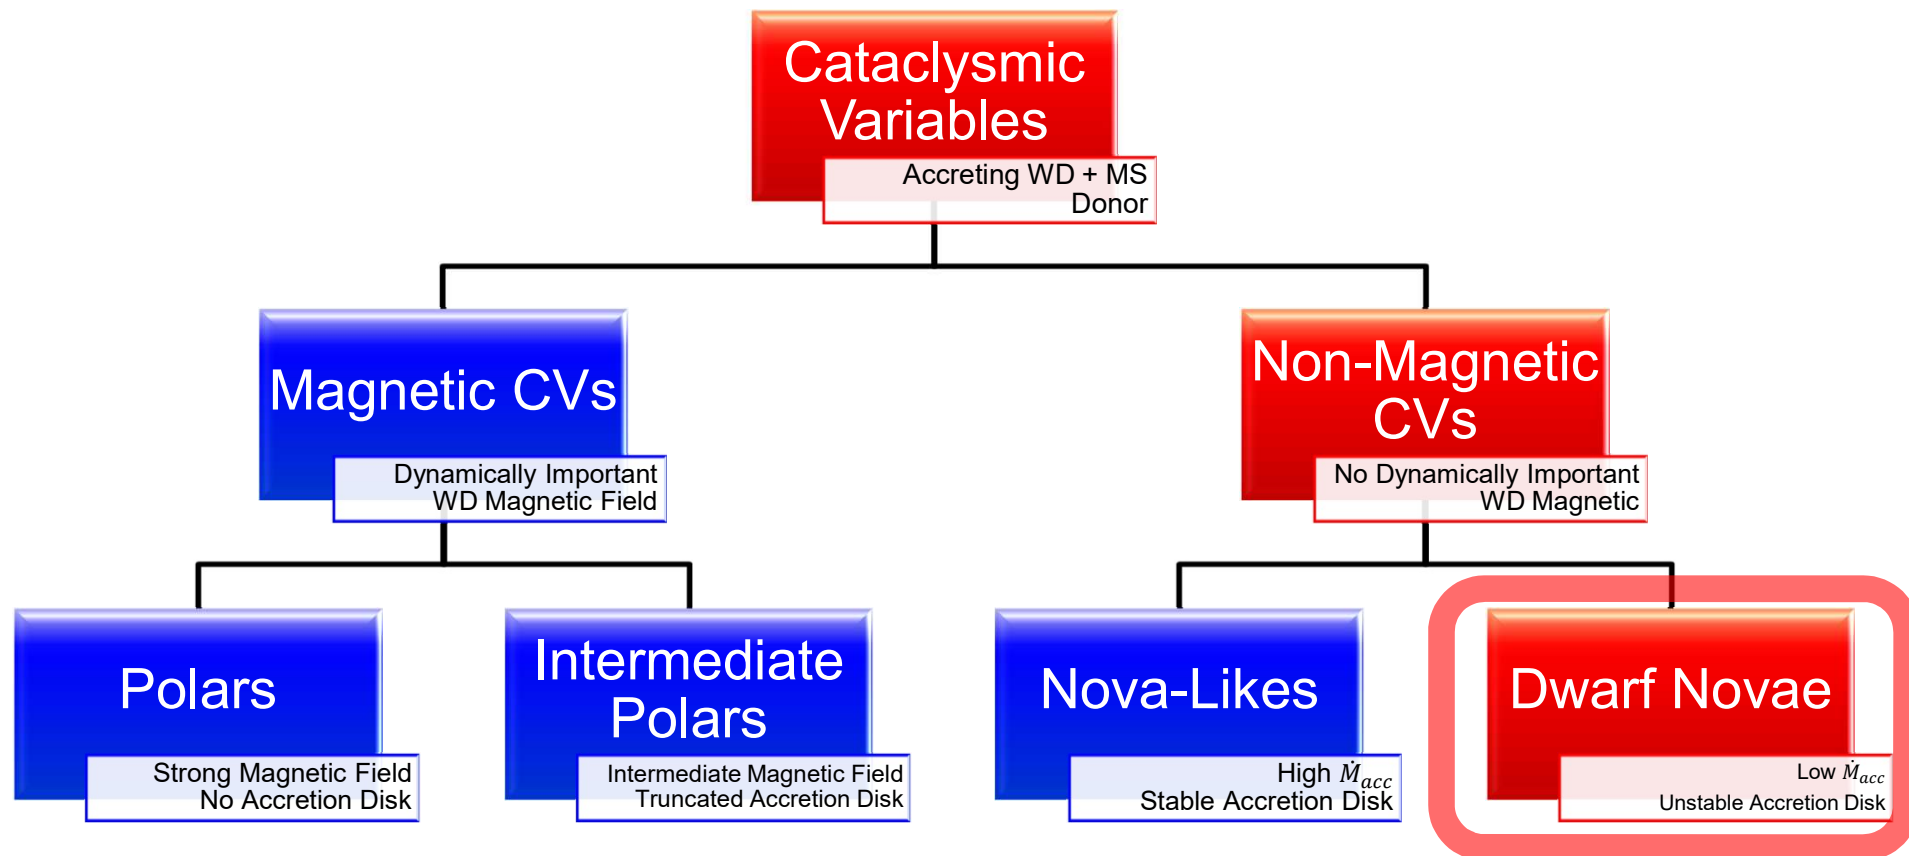 Cataclysmic
Variables
Accreting WD + MS
Donor
Magnetic CVs
Dynamically Important
WD Magnetic Field
Non-Magnetic
CVs
No Dynamically Important
WD Magnetic
Polars
Strong Magnetic Field
No Accretion Disk
Intermediate
Polars
Intermediate Magnetic Field
Truncated Accretion Disk
Nova-Likes
High Ṁ_acc
Stable Accretion Disk
Dwarf Novae
Low Ṁ_acc
Unstable Accretion Disk